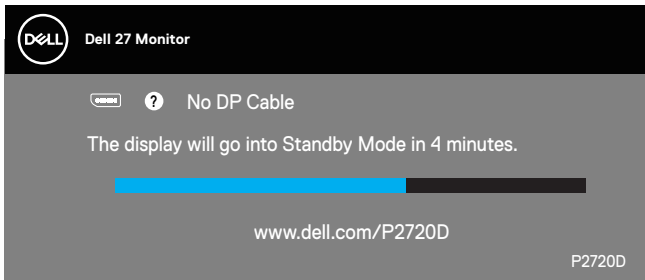 DELL Dell 27 Monitor
? No DP Cable
The display will go into Standby Mode in 4 minutes.
www.dell.com/P2720D
P2720D